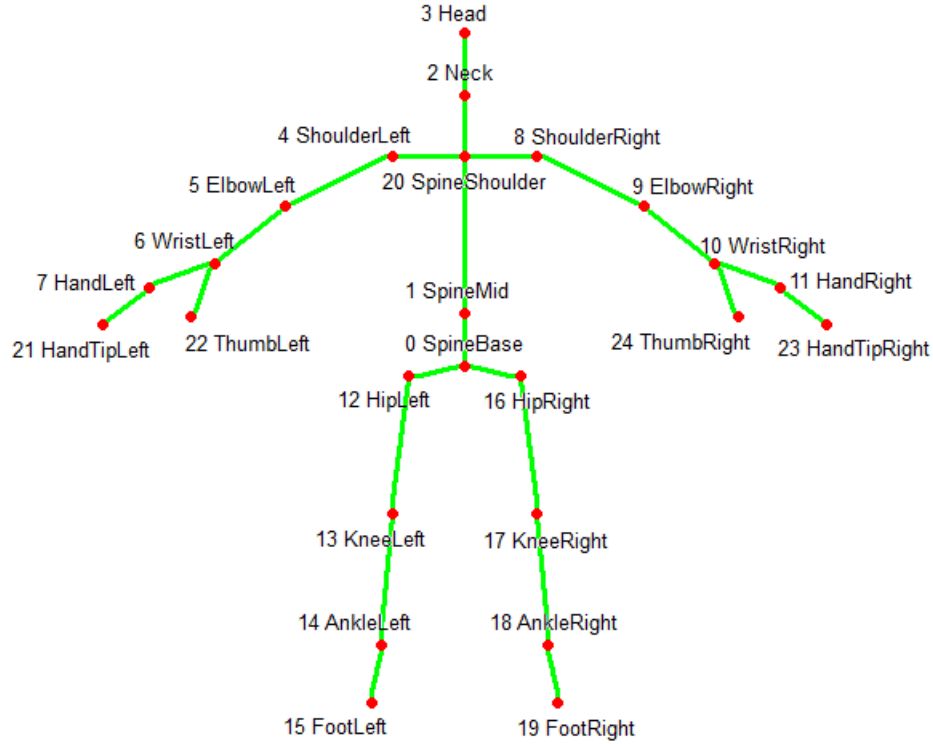 3 Head
2 Neck
4 ShoulderLeft
8 ShoulderRight
20 SpineShoulder
5 ElbowLeft
9 ElbowRight
6 WristLeft
10 WristRight
7 HandLeft
11 HandRight
1 SpineMid
21 HandTipLeft
22 ThumbLeft
0 SpineBase
24 ThumbRight
23 HandTipRight
12 HipLeft
16 HipRight
13 KneeLeft
17 KneeRight
14 AnkleLeft
18 AnkleRight
15 FootLeft
19 FootRight